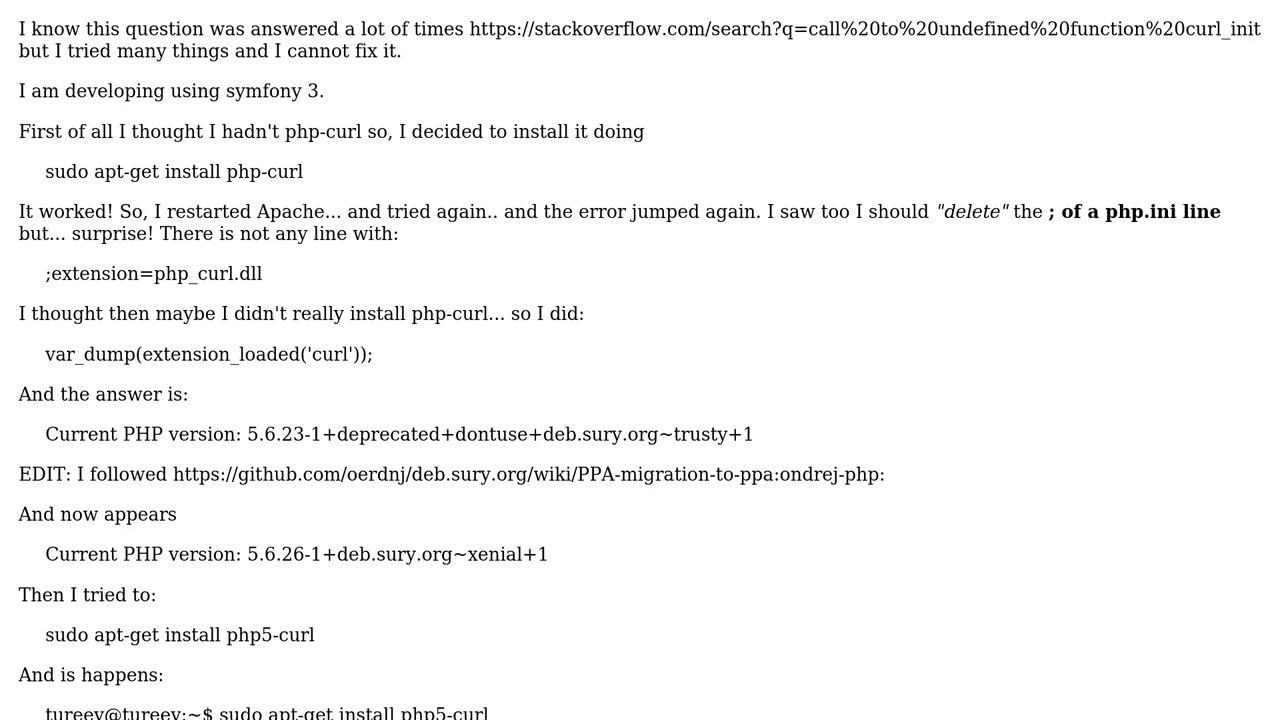 I know this question was answered a lot of times https://stackoverflow.com/search?q=call%20to%20undefined%20function%20curl_init
but I tried many things and I cannot fix it.
I am developing using symfony 3.
First of all I thought I hadn't php-curl so, I decided to install it doing
sudo apt-get install php-curl
It worked! So, I restarted Apache... and tried again.. and the error jumped again. I saw too I should "delete" the ; of a php.ini line
but... surprise! There is not any line with:
;extension=php_curl.dll
I thought then maybe I didn't really install php-curl... so I did:
var_dump(extension_loaded('curl'));
And the answer is:
Current PHP version: 5.6.23-1+deprecated+dontuse+deb.sury.org~trusty+1
EDIT: I followed https://github.com/oerdnj/deb.sury.org/wiki/PPA-migration-to-ppa:ondrej-php:
And now appears
Current PHP version: 5.6.26-1+deb.sury.org~xenial+1
Then I tried to:
sudo apt-get install php5-curl
And is happens:
tureey@tureey:~$ sudo apt-get install php5-curl